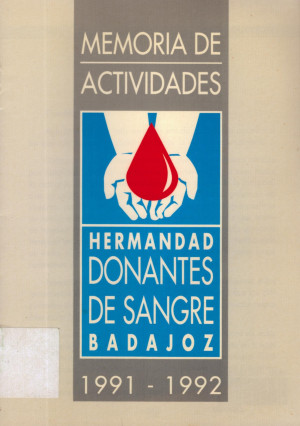 MEMORIA DE
ACTIVIDADES
HERMANDAD
DONANTES
DE SANGRE
BADAJOZ
1991 - 1992